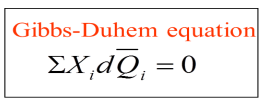 Gibbs-Duhem equation
ΣX_i dQ̅_i = 0